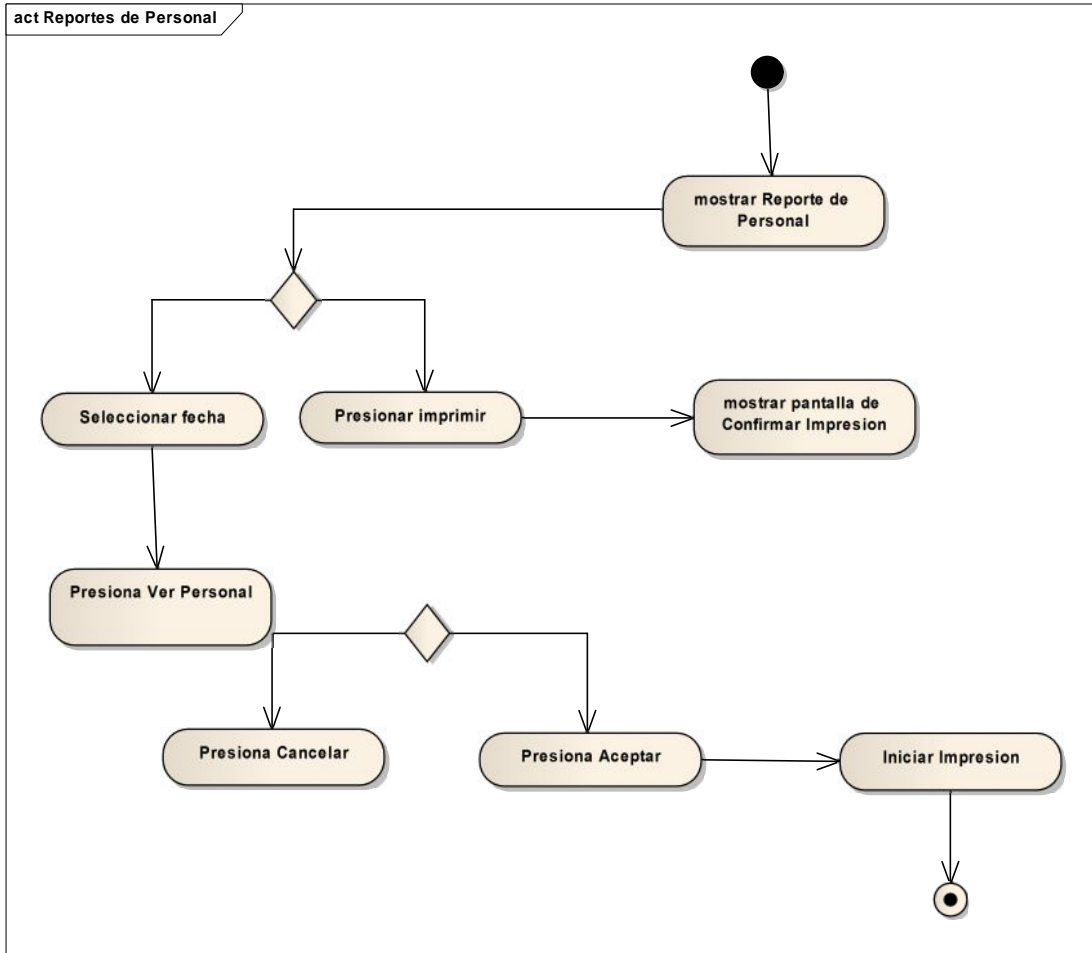 act Reportes de Personal
mostrar Reporte de
Personal
Seleccionar fecha
Presionar imprimir
mostrar pantalla de
Confirmar Impresion
Presiona Ver Personal
Presiona Cancelar
Presiona Aceptar
Iniciar Impresion